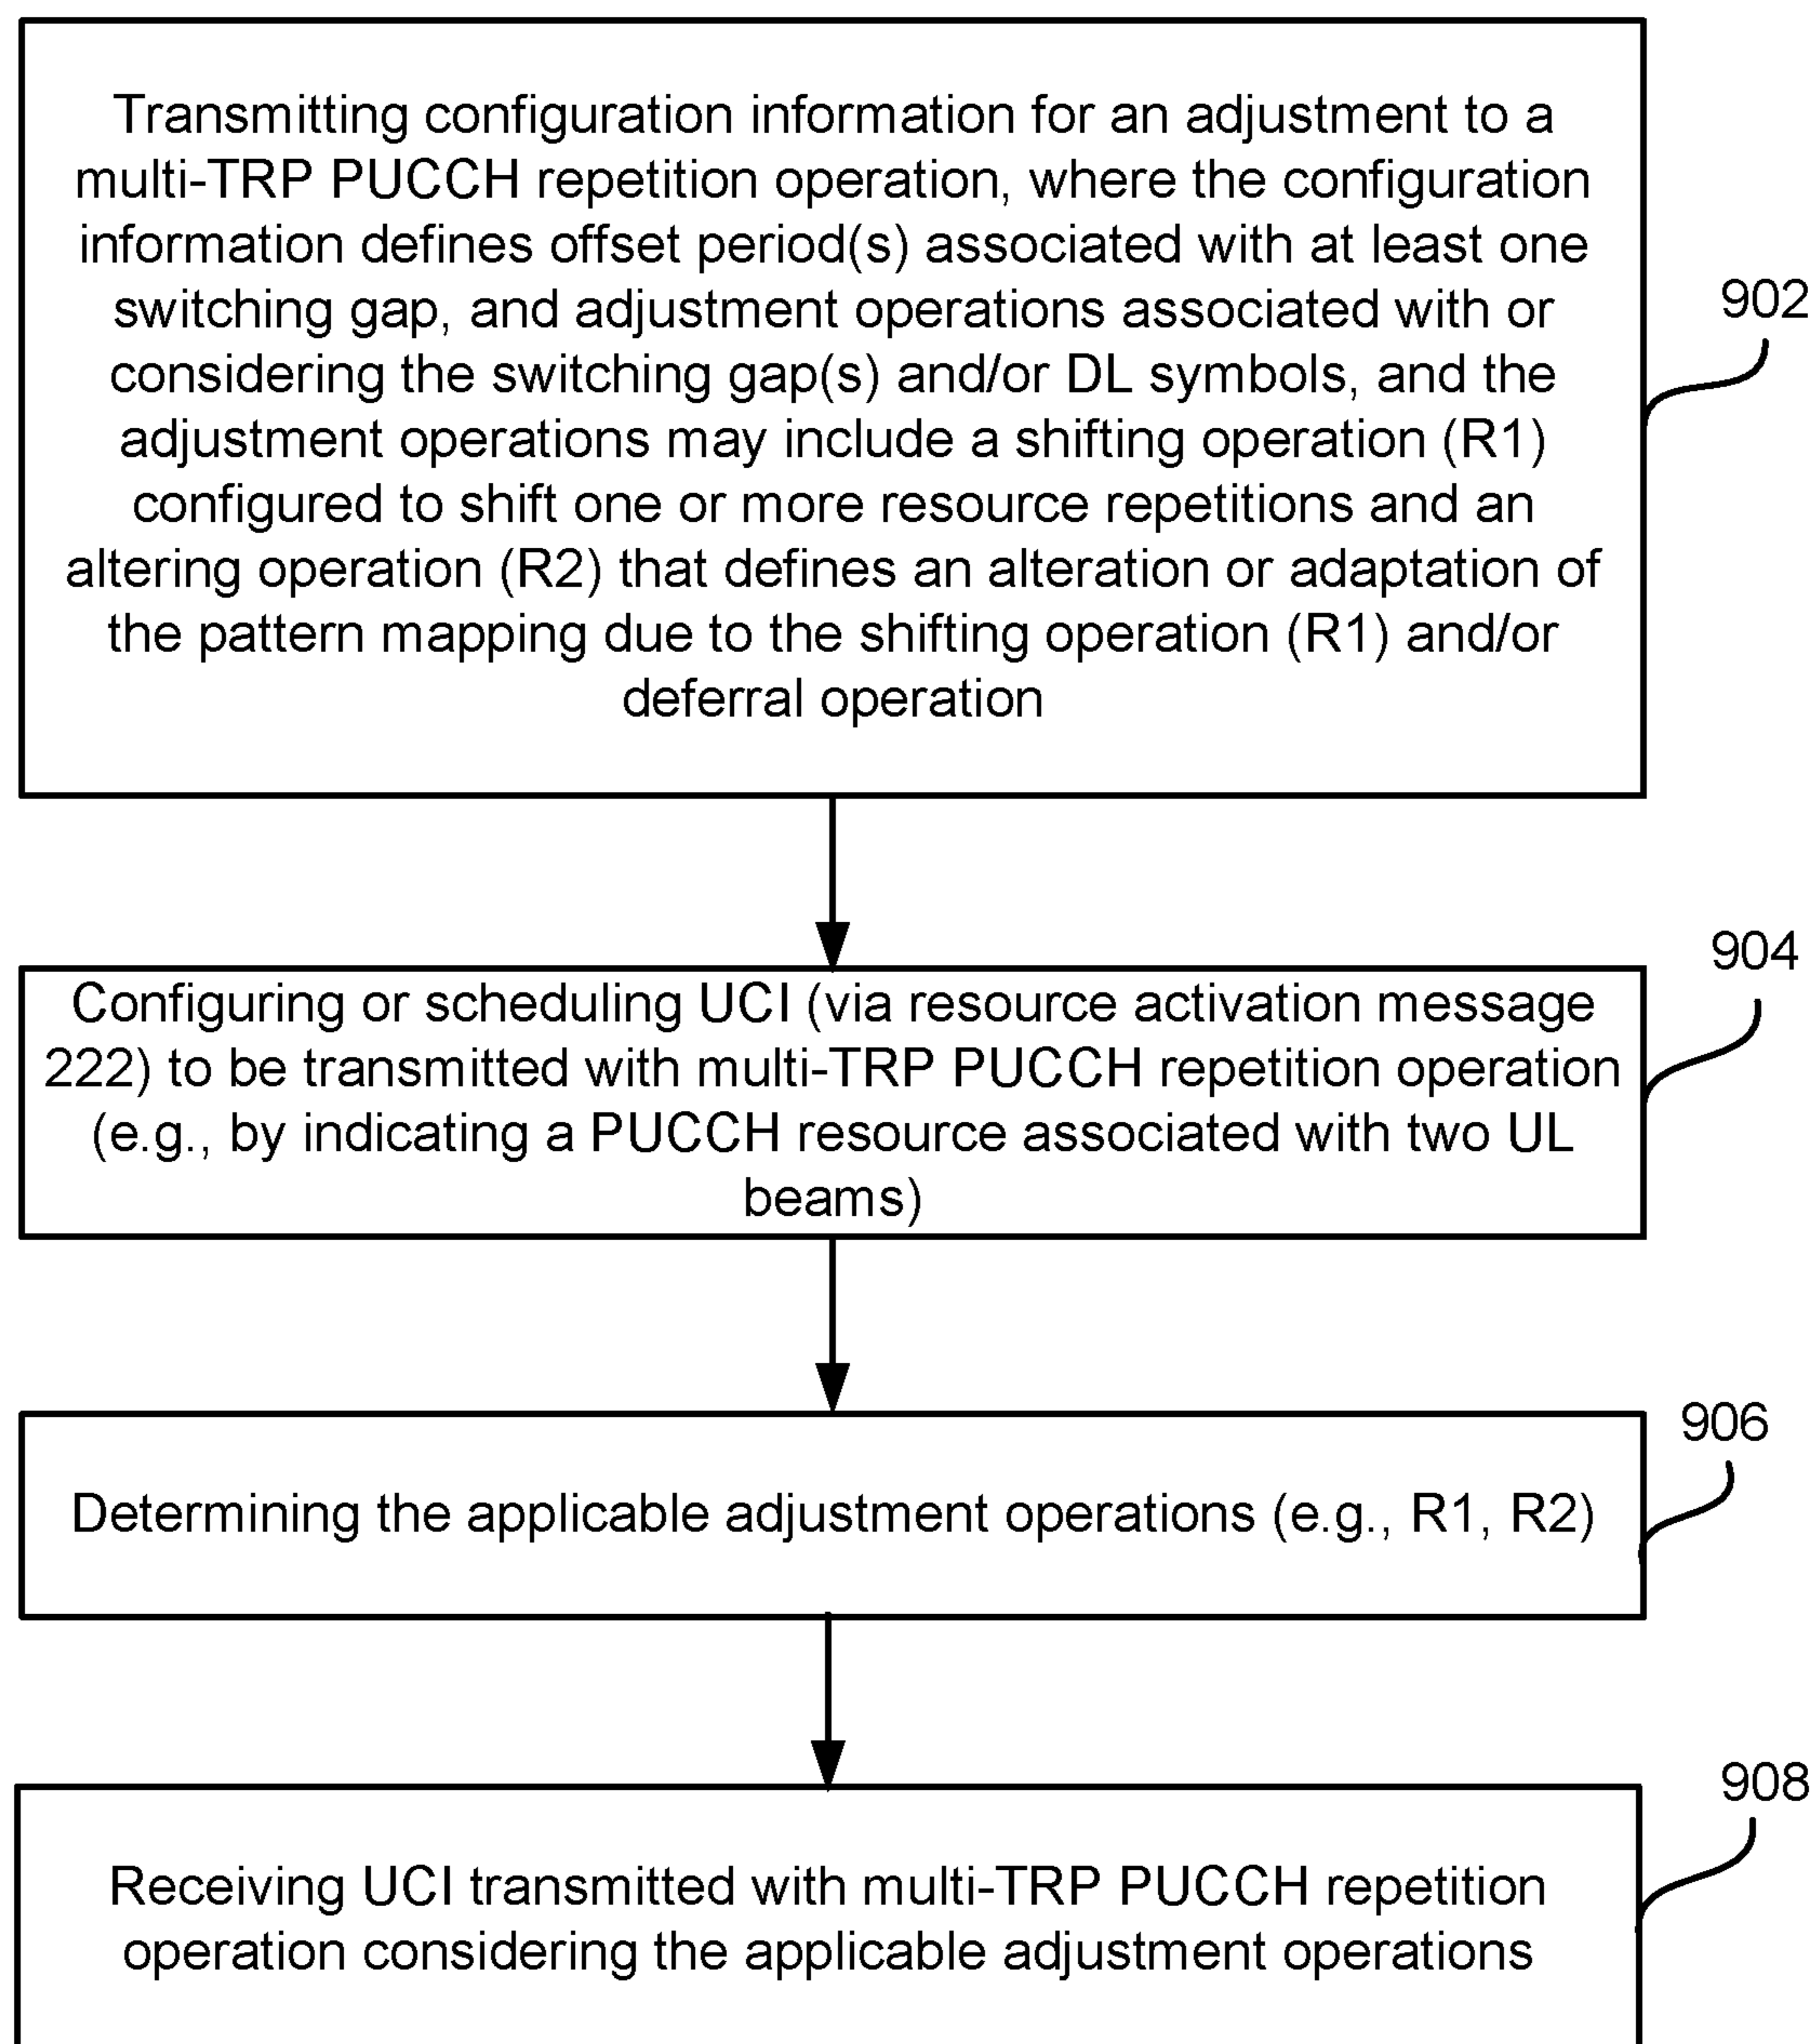 Transmitting configuration information for an adjustment to a
multi-TRP PUCCH repetition operation, where the configuration
information defines offset period(s) associated with at least one
switching gap, and adjustment operations associated with or
considering the switching gap(s) and/or DL symbols, and the
adjustment operations may include a shifting operation (R1)
configured to shift one or more resource repetitions and an
altering operation (R2) that defines an alteration or adaptation of
the pattern mapping due to the shifting operation (R1) and/or
deferral operation
902
Configuring or scheduling UCI (via resource activation message
222) to be transmitted with multi-TRP PUCCH repetition operation
(e.g., by indicating a PUCCH resource associated with two UL
beams)
904
Determining the applicable adjustment operations (e.g., R1, R2)
906
Receiving UCI transmitted with multi-TRP PUCCH repetition
operation considering the applicable adjustment operations
908